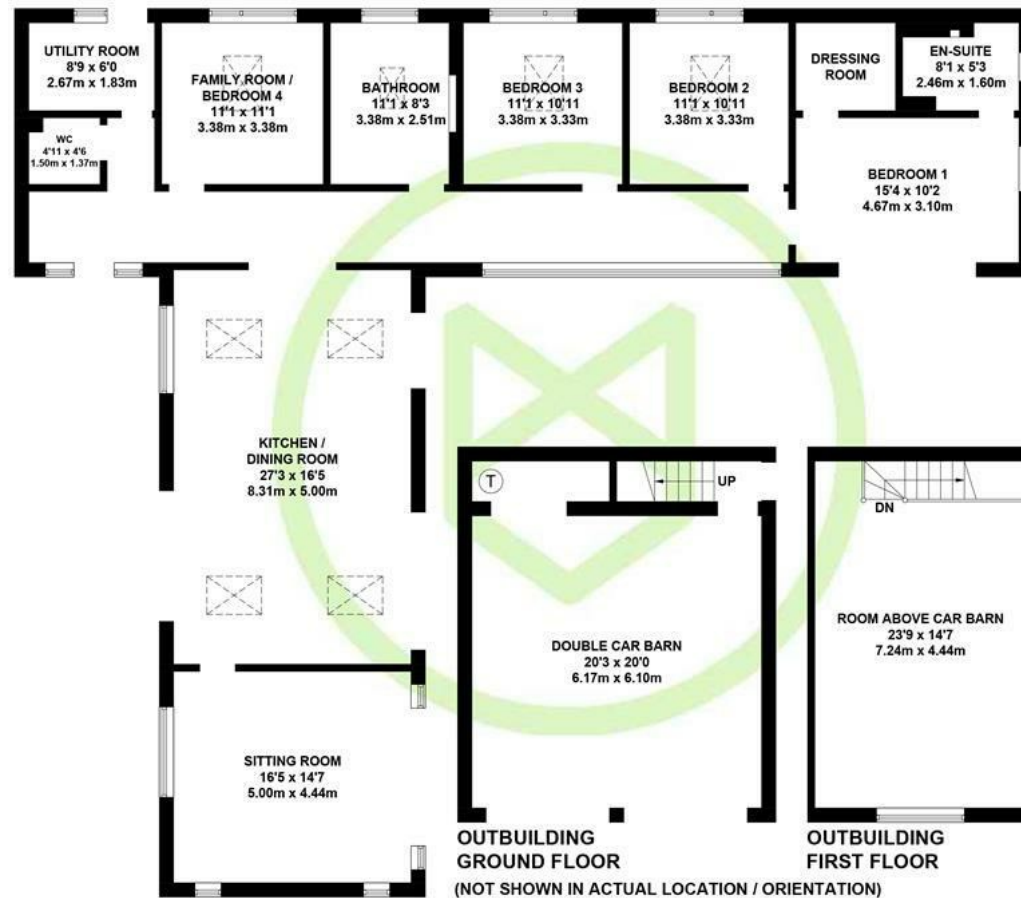 UTILITY ROOM
8'9 x 6'0
2.67m x 1.83m
FAMILY ROOM /
BEDROOM 4
11'1 x 11'1
3.38m x 3.38m
BATHROOM
11'1 x 8'3
3.38m x 2.51m
BEDROOM 3
11'1 x 10'11
3.38m x 3.33m
BEDROOM 2
11'1 x 10'11
3.38m x 3.33m
DRESSING
ROOM
EN-SUITE
8'1 x 5'3
2.46m x 1.60m
WC
4'11 x 4'6
1.50m x 1.37m
BEDROOM 1
15'4 x 10'2
4.67m x 3.10m
KITCHEN /
DINING ROOM
27'3 x 16'5
8.31m x 5.00m
T
UP
DN
DOUBLE CAR BARN
20'3 x 20'0
6.17m x 6.10m
ROOM ABOVE CAR BARN
23'9 x 14'7
7.24m x 4.44m
SITTING ROOM
16'5 x 14'7
5.00m x 4.44m
OUTBUILDING
GROUND FLOOR
OUTBUILDING
FIRST FLOOR
(NOT SHOWN IN ACTUAL LOCATION / ORIENTATION)